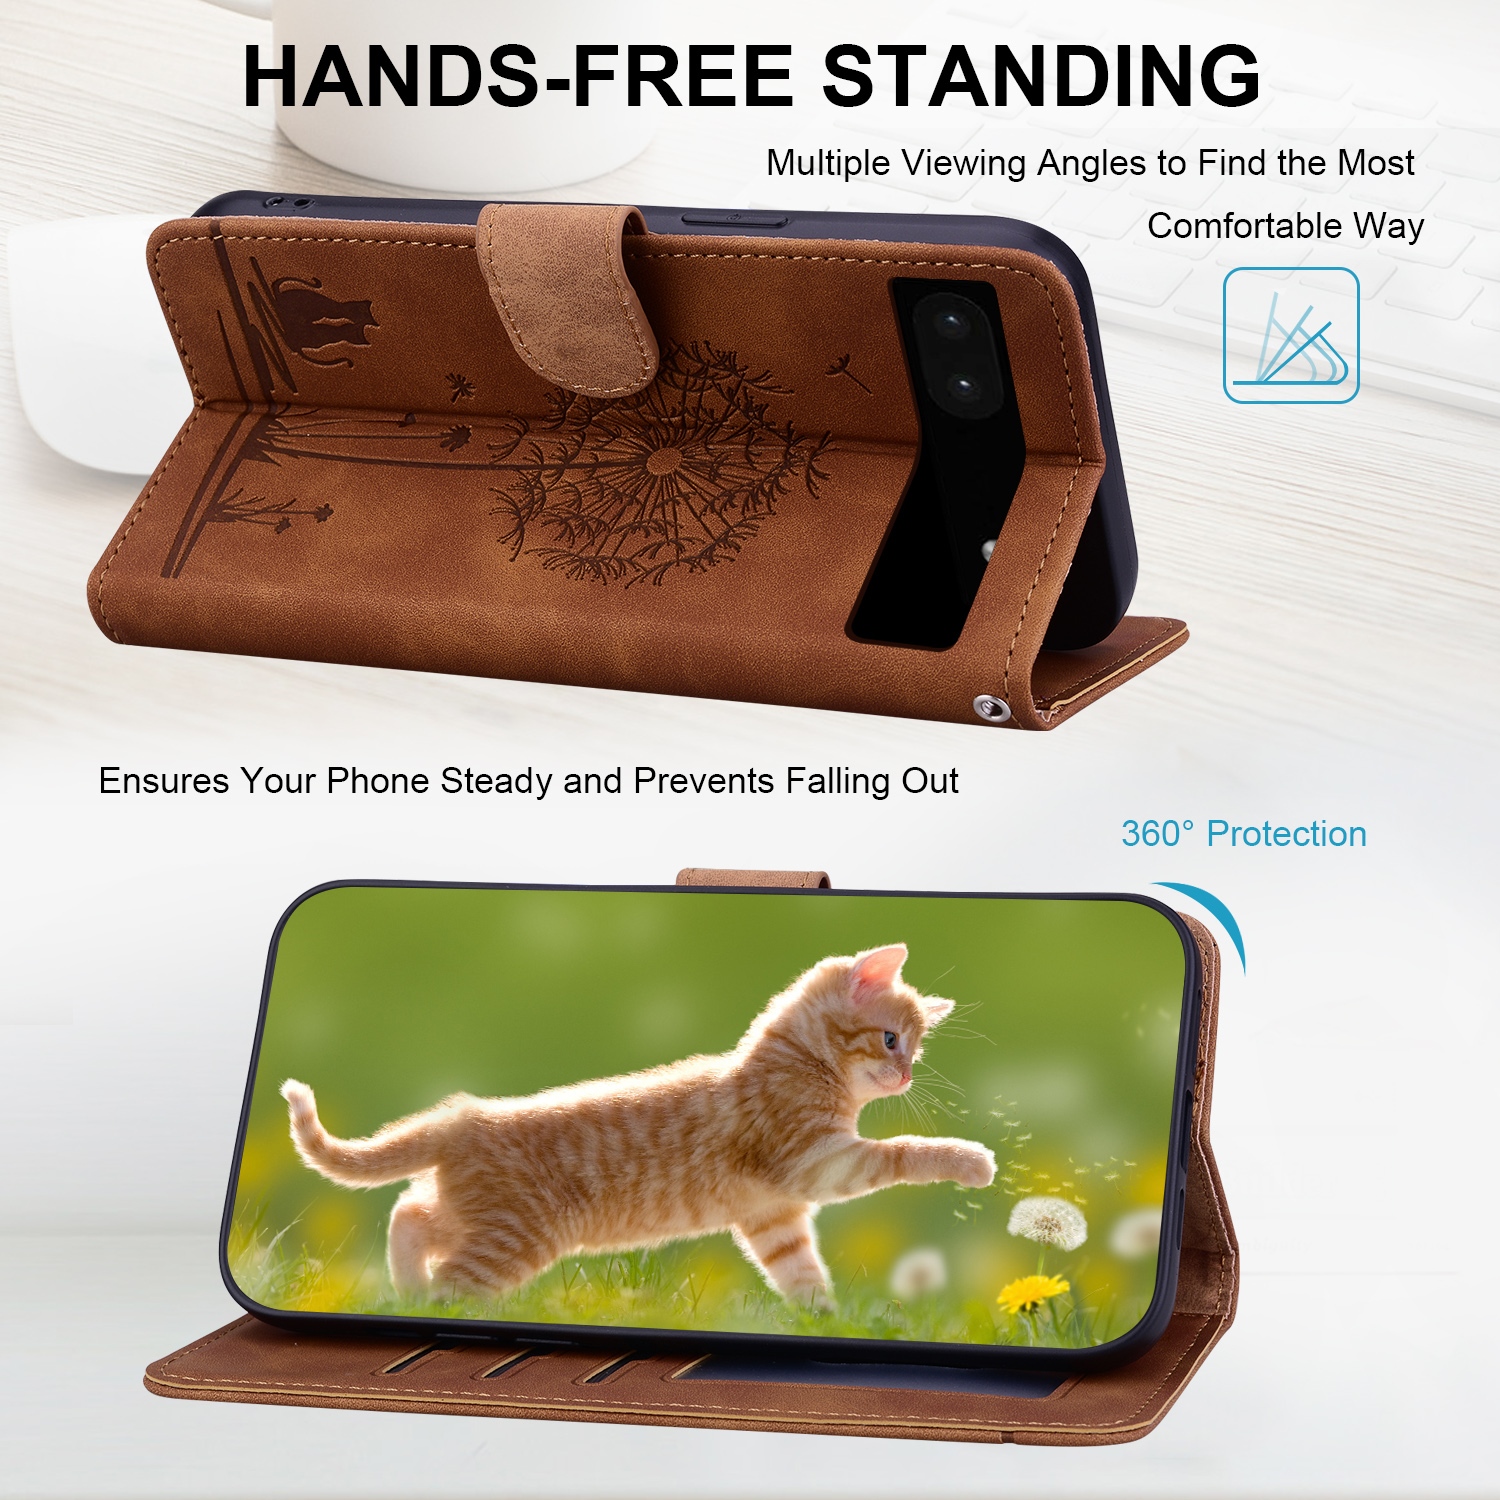 HANDS-FREE STANDING
Multiple Viewing Angles to Find the Most
Comfortable Way
Ensures Your Phone Steady and Prevents Falling Out
360° Protection